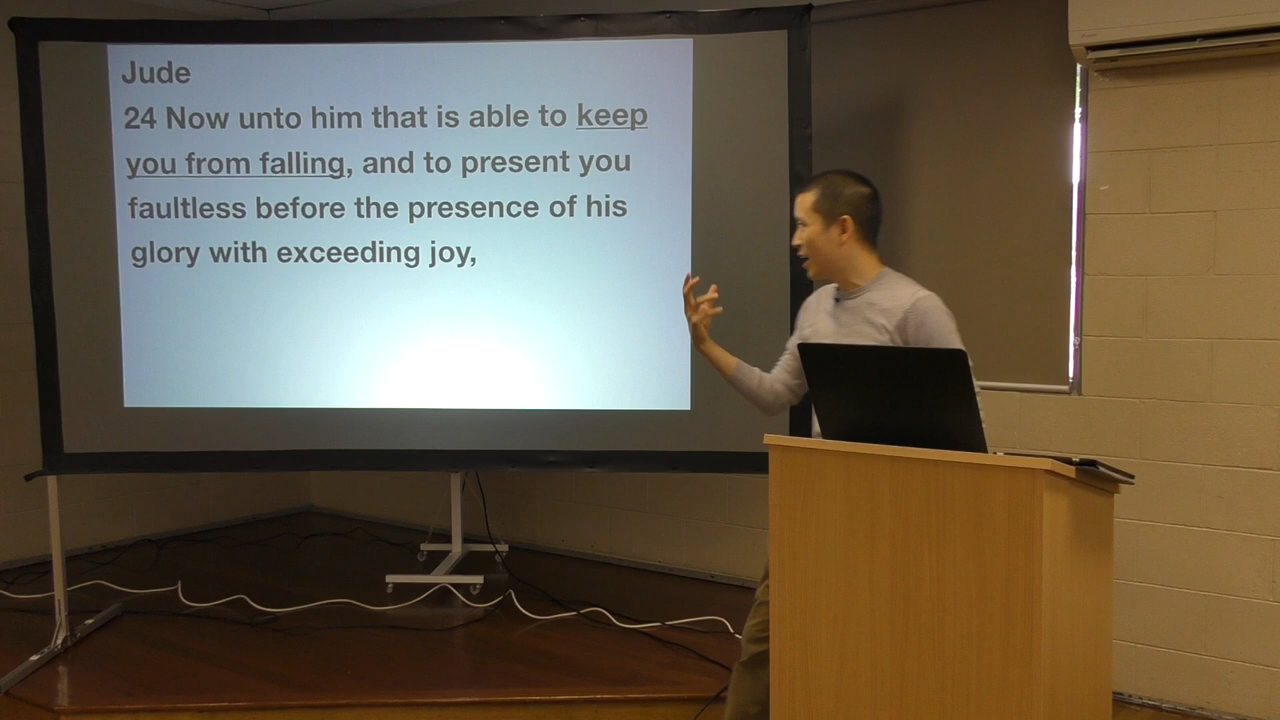 Jude
24 Now unto him that is able to keep
you from falling, and to present you
faultless before the presence of his
glory with exceeding joy,